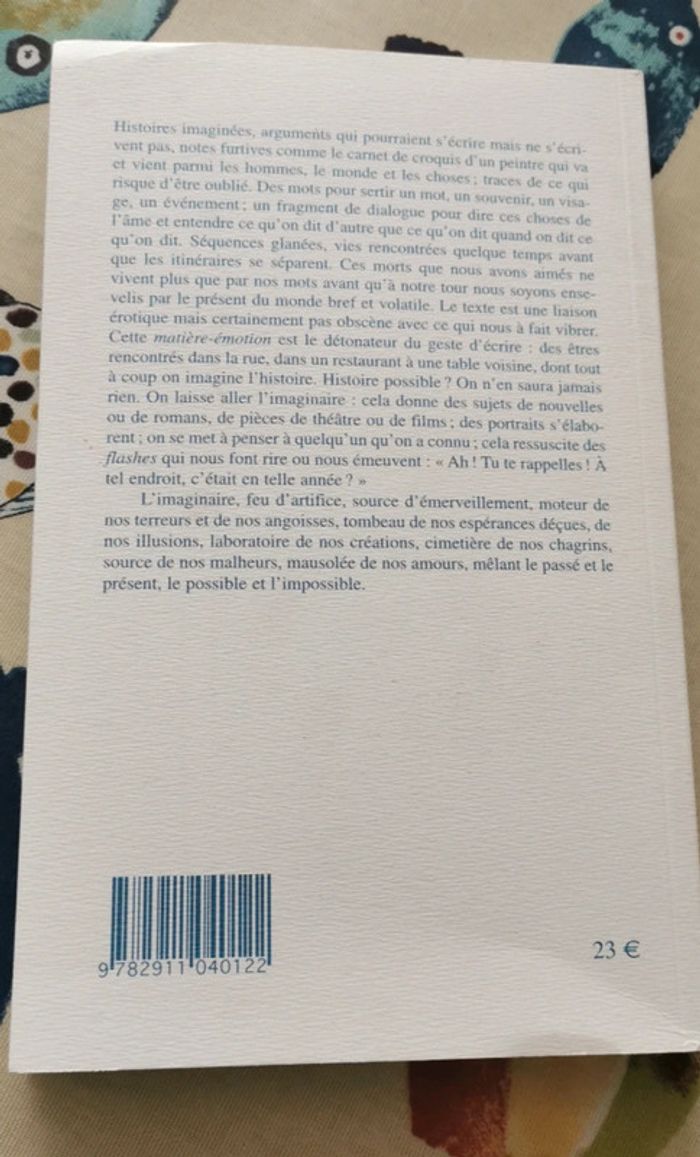 Histoires imaginées, arguments qui pourraient s'écrire mais ne s'écri-
vent pas, notes furtives comme le carnet de croquis d'un peintre qui va
et vient parmi les hommes, le monde et les choses ; traces de ce qui
risque d'être oublié. Des mots pour sertir un mot, un souvenir, un visa-
ge, un événement ; un fragment de dialogue pour dire ces choses de
l'âme et entendre ce qu'on dit d'autre que ce qu'on dit quand on dit ce
qu'on dit. Séquences glanées, vies rencontrées quelque temps avant
que les itinéraires se séparent. Ces morts que nous avons aimés ne
vivent plus que par nos mots avant qu'à notre tour nous soyons ense-
velis par le présent du monde bref et volatile. Le texte est une liaison
érotique mais certainement pas obscène avec ce qui nous à fait vibrer.
Cette matière-émotion est le détonateur du geste d'écrire : des êtres
rencontrés dans la rue, dans un restaurant à une table voisine, dont tout
à coup on imagine l'histoire. Histoire possible ? On n'en saura jamais
rien. On laisse aller l'imaginaire : cela donne des sujets de nouvelles
ou de romans, de pièces de théâtre ou de films ; des portraits s'élabo-
rent ; on se met à penser à quelqu'un qu'on a connu ; cela ressuscite des
flashes qui nous font rire ou nous émeuvent : « Ah ! Tu te rappelles ! À
tel endroit, c'était en telle année ? »
L'imaginaire, feu d'artifice, source d'émerveillement, moteur de
nos terreurs et de nos angoisses, tombeau de nos espérances déçues, de
nos illusions, laboratoire de nos créations, cimetière de nos chagrins,
source de nos malheurs, mausolée de nos amours, mêlant le passé et le
présent, le possible et l'impossible.
23 €
9 782911 040122